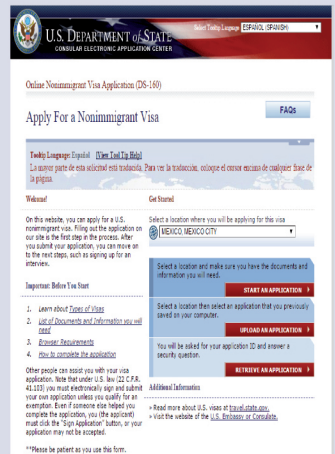 U.S. DEPARTMENT of STATE
CONSULAR ELECTRONIC APPLICATION CENTER
Select Tooltip Language ESPAÑOL (SPANISH)
Online Nonimmigrant Visa Application (DS-160)
Apply For a Nonimmigrant Visa
FAQs
Tooltip Language: Español [View Tool Tip Help]
La mayor parte de esta solicitud está traducida. Para ver la traducción, coloque el cursor encima de cualquier frase de
la página.
Welcome!
On this website, you can apply for a U.S.
nonimmigrant visa. Filling out the application on
our site is the first step in the process. After
you submit your application, you can move on
to the next steps, such as signing up for an
interview.
Important: Before You Start
1. Learn about Types of Visas
2. List of Documents and Information you will
need
3. Browser Requirements
4. How to complete the application
Other people can assist you with your visa
application. Note that under U.S. law (22 C.F.R.
41.103) you must electronically sign and submit
your own application unless you qualify for an
exemption. Even if someone else helped you
complete the application, you (the applicant)
must click the "Sign Application" button, or your
application may not be accepted.
**Please be patient as you use this form.
Get Started
Select a location where you will be applying for this visa
MEXICO, MEXICO CITY
Select a location and make sure you have the documents and
information you will need.
START AN APPLICATION
Select a location then select an application that you previously
saved on your computer.
UPLOAD AN APPLICATION
You will be asked for your application ID and answer a
security question.
RETRIEVE AN APPLICATION
Additional Information
» Read more about U.S. visas at travel.state.gov.
» Visit the website of the U.S. Embassy or Consulate.